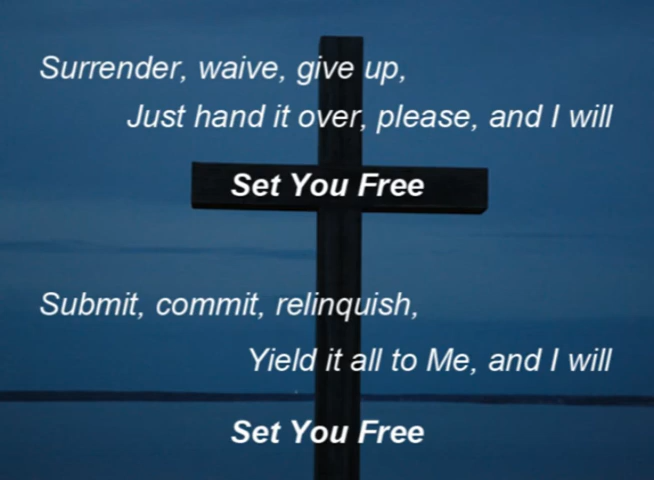 Surrender, waive, give up,
Just hand it over, please, and I will
Set You Free
Submit, commit, relinquish,
Yield it all to Me, and I will
Set You Free